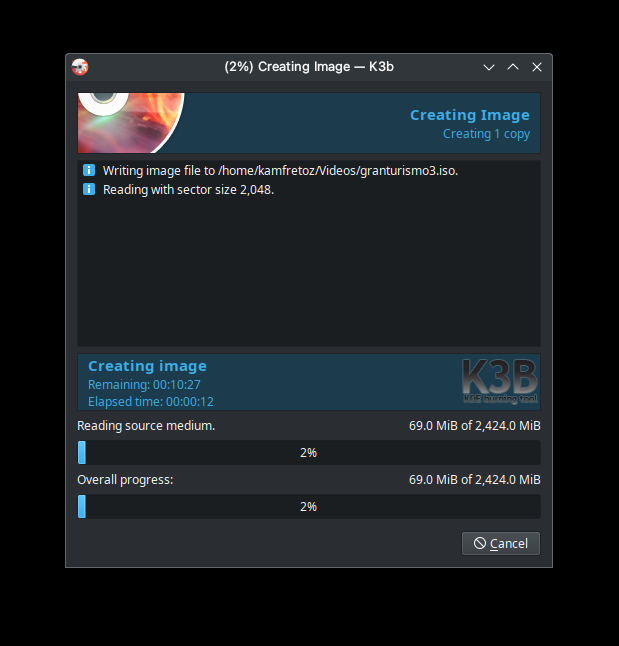 (2%) Creating Image — K3b
Creating Image
Creating 1 copy
Writing image file to /home/kamfretoz/Videos/granturismo3.iso.
Reading with sector size 2,048.
Creating image
Remaining: 00:10:27
Elapsed time: 00:00:12
K3B
KDE burning tool
Reading source medium. 69.0 MiB of 2,424.0 MiB
2%
Overall progress: 69.0 MiB of 2,424.0 MiB
2%
Cancel